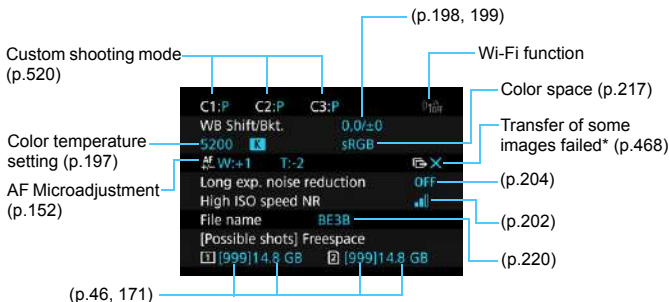 (p.198, 199)
Custom shooting mode
(p.520)
Wi-Fi function
C1:P C2:P C3:P OFF
Color space (p.217)
WB Shift/Bkt. 0,0/±0
Color temperature
setting (p.197)
5200 K sRGB
Transfer of some
images failed* (p.468)
AF W:+1 T:-2
AF Microadjustment
(p.152)
Long exp. noise reduction OFF
(p.204)
High ISO speed NR
(p.202)
File name BE3B
(p.220)
[Possible shots] Freespace
1 [999]14.8 GB 2 [999]14.8 GB
(p.46, 171)